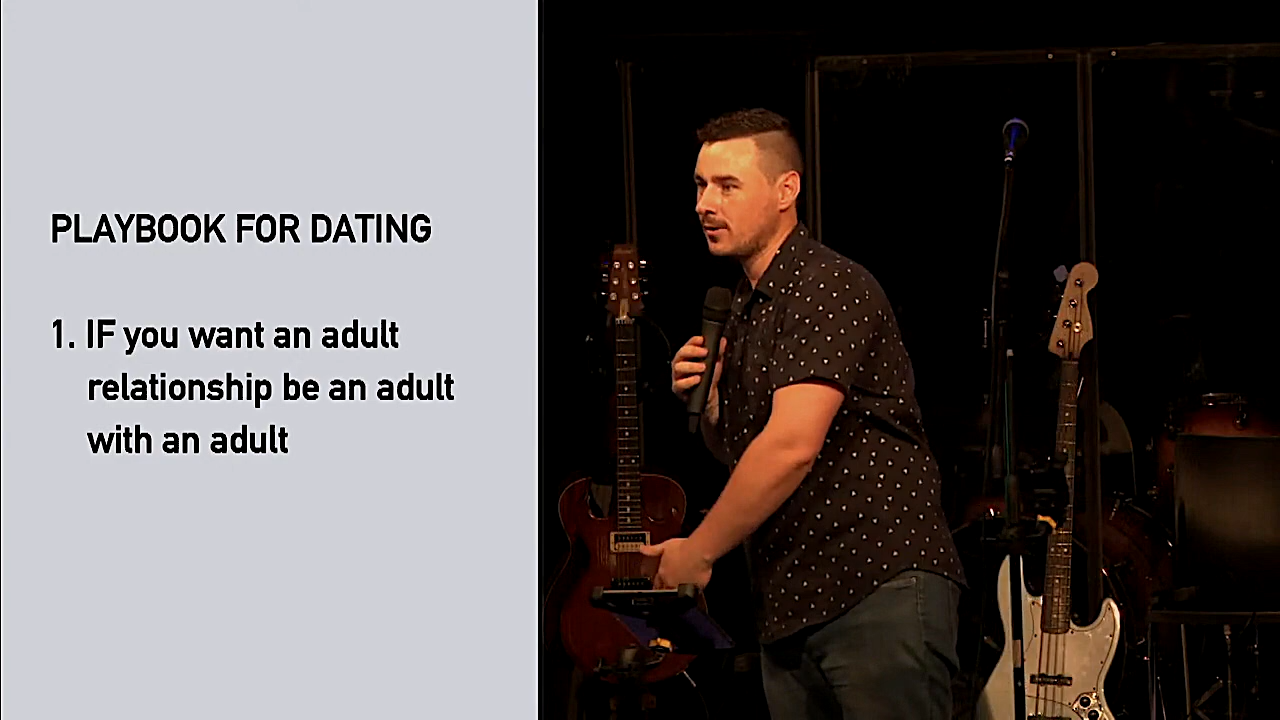 PLAYBOOK FOR DATING
1. IF you want an adult
relationship be an adult
with an adult